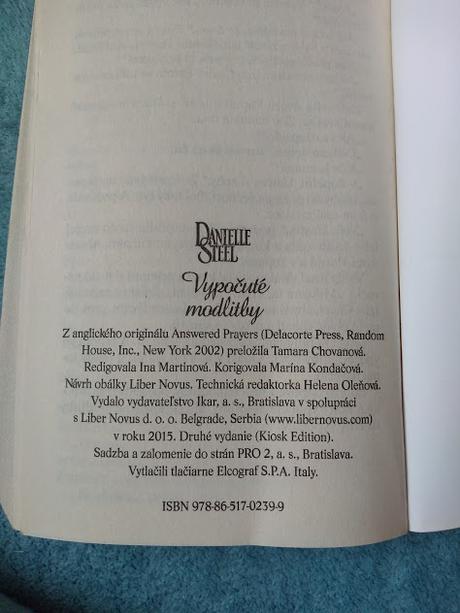 DANIELLE
STEEL
Vypočuté
modlitby
Z anglického originálu Answered Prayers (Delacorte Press, Random
House, Inc., New York 2002) preložila Tamara Chovanová.
Redigovala Ina Martinová. Korigovala Marína Kondačová.
Návrh obálky Liber Novus. Technická redaktorka Helena Oleňová.
Vydalo vydavateľstvo Ikar, a. s., Bratislava v spolupráci
s Liber Novus d. o. o. Belgrade, Serbia (www.libernovus.com)
v roku 2015. Druhé vydanie (Kiosk Edition).
Sadzba a zalomenie do strán PRO 2, a. s., Bratislava.
Vytlačili tlačiarne Elcograf S.P.A. Italy.
ISBN 978-86-517-0239-9